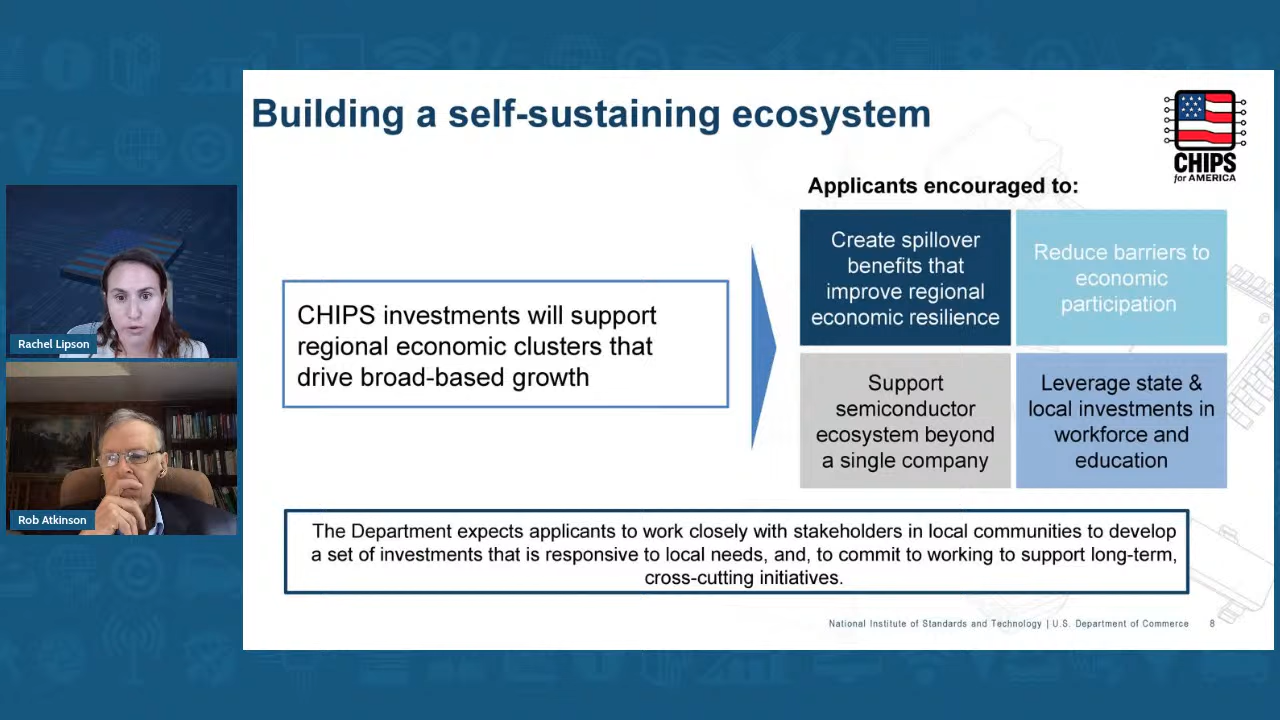 Building a self-sustaining ecosystem
CHIPS
for AMERICA
Applicants encouraged to:
Create spillover
benefits that
improve regional
economic resilience
Reduce barriers to
economic
participation
CHIPS investments will support
regional economic clusters that
drive broad-based growth
Support
semiconductor
ecosystem beyond
a single company
Leverage state &
local investments in
workforce and
education
The Department expects applicants to work closely with stakeholders in local communities to develop
a set of investments that is responsive to local needs, and, to commit to working to support long-term,
cross-cutting initiatives.
National Institute of Standards and Technology | U.S. Department of Commerce 8
Rachel Lipson
Rob Atkinson